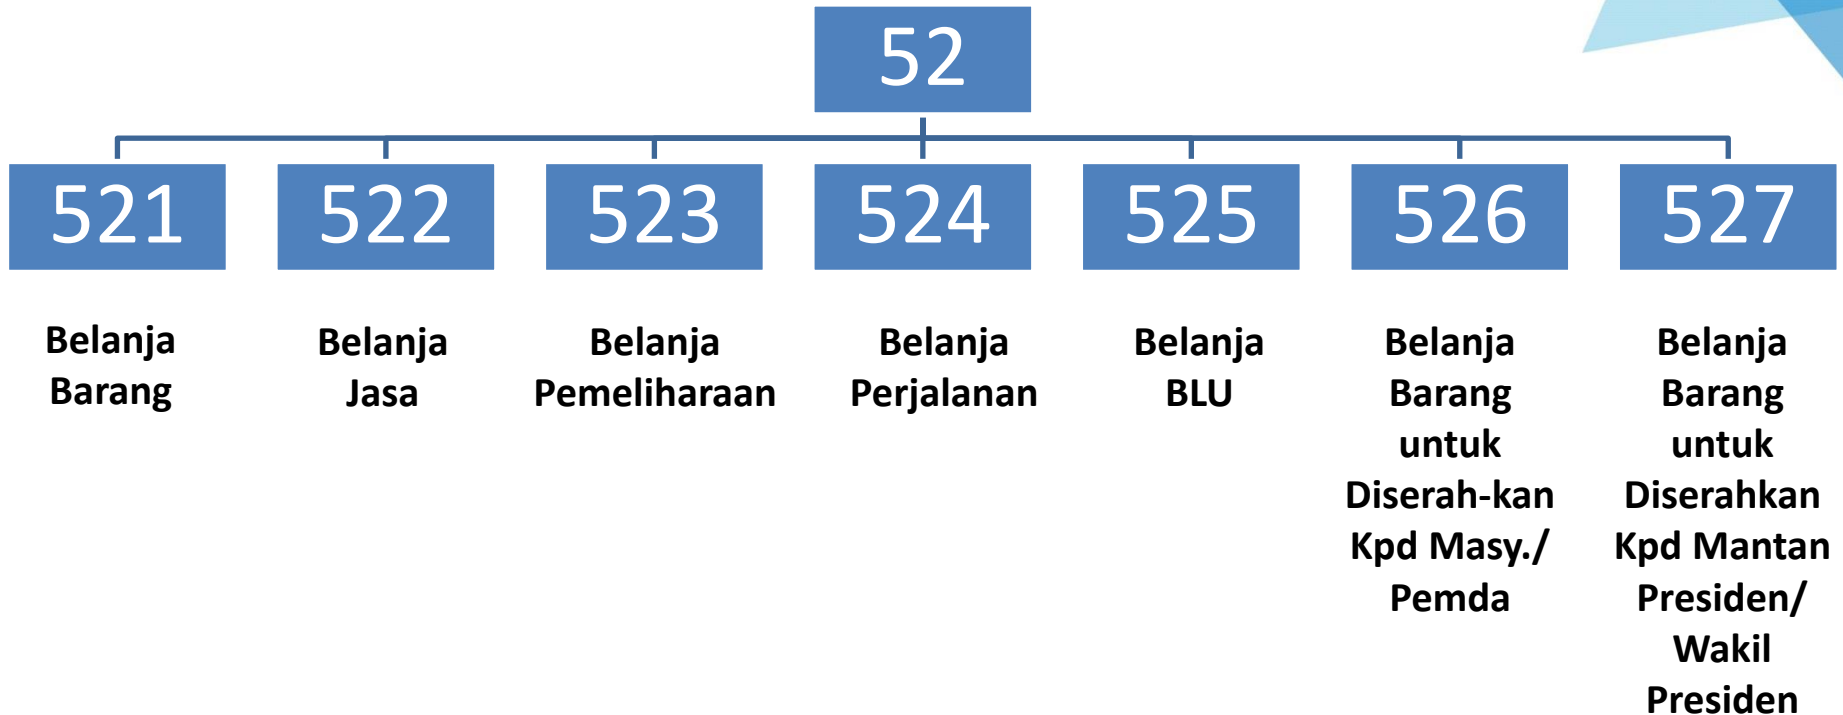 52
521
522
523
524
525
526
527
Belanja
Barang
Belanja
Jasa
Belanja
Pemeliharaan
Belanja
Perjalanan
Belanja
BLU
Belanja
Barang
untuk
Diserah-kan
Kpd Masy./
Pemda
Belanja
Barang
untuk
Diserahkan
Kpd Mantan
Presiden/
Wakil
Presiden